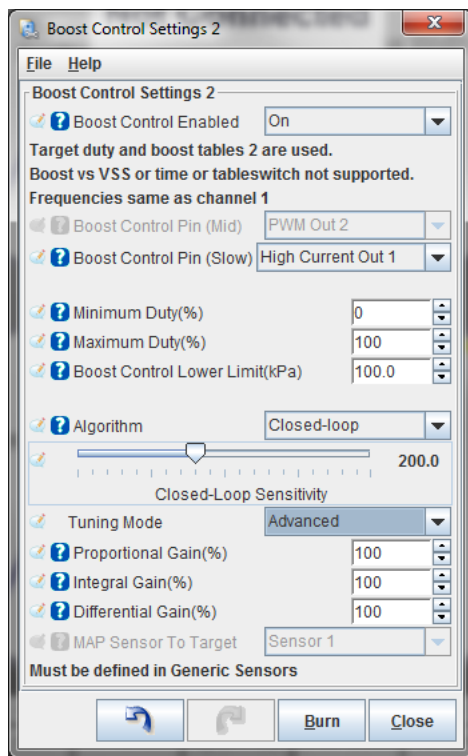 Boost Control Settings 2
File Help
Boost Control Settings 2
Boost Control Enabled On
Target duty and boost tables 2 are used.
Boost vs VSS or time or tableswitch not supported.
Frequencies same as channel 1
Boost Control Pin (Mid) PWM Out 2
Boost Control Pin (Slow) High Current Out 1
Minimum Duty(%) 0
Maximum Duty(%) 100
Boost Control Lower Limit(kPa) 100.0
Algorithm Closed-loop
200.0
Closed-Loop Sensitivity
Tuning Mode Advanced
Proportional Gain(%) 100
Integral Gain(%) 100
Differential Gain(%) 100
MAP Sensor To Target Sensor 1
Must be defined in Generic Sensors
Burn Close